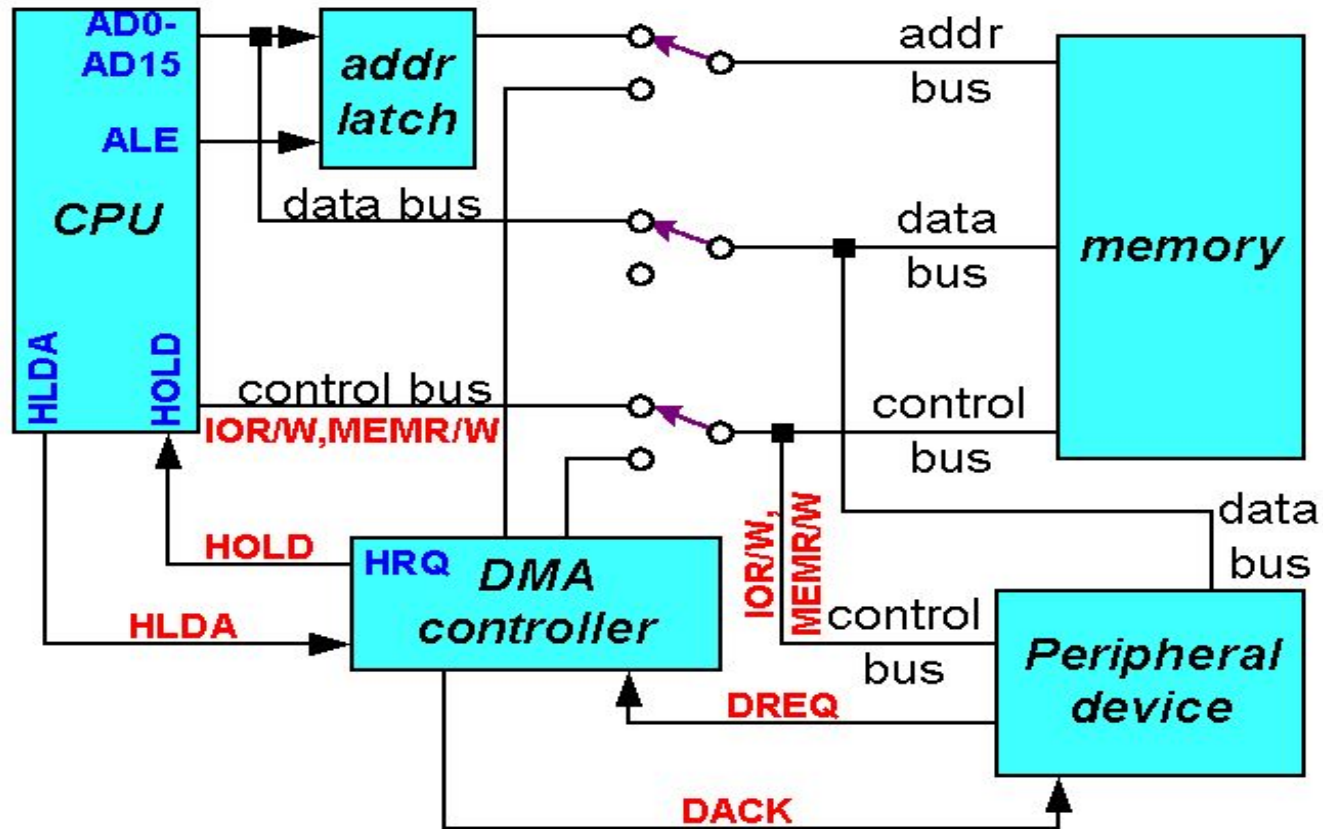 AD0-
AD15
ALE
CPU
HLDA
HOLD
addr
latch
data bus
control bus
IOR/W,MEMR/W
addr
bus
data
bus
control
bus
memory
HOLD
HLDA
HRQ
DMA
controller
IOR/W,
MEMR/W
control
bus
data
bus
Peripheral
device
DREQ
DACK